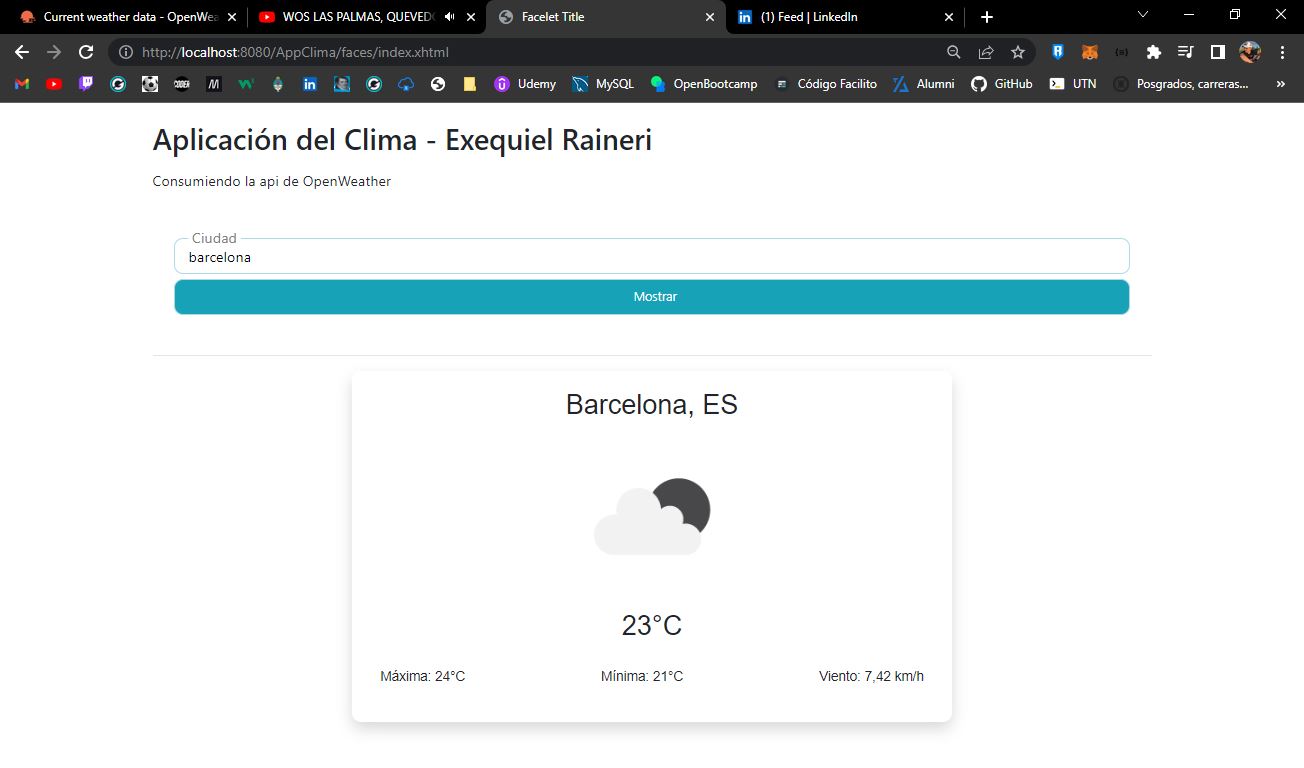 Current weather data - OpenWea
WOS LAS PALMAS, QUEVEDO
Facelet Title
(1) Feed | LinkedIn
http://localhost:8080/AppClima/faces/index.xhtml
Udemy
MySQL
OpenBootcamp
Código Facilito
Alumni
GitHub
UTN
Posgrados, carreras...
»
Aplicación del Clima - Exequiel Raineri
Consumiendo la api de OpenWeather
Ciudad
barcelona
Mostrar
Barcelona, ES
23°C
Máxima: 24°C
Mínima: 21°C
Viento: 7,42 km/h